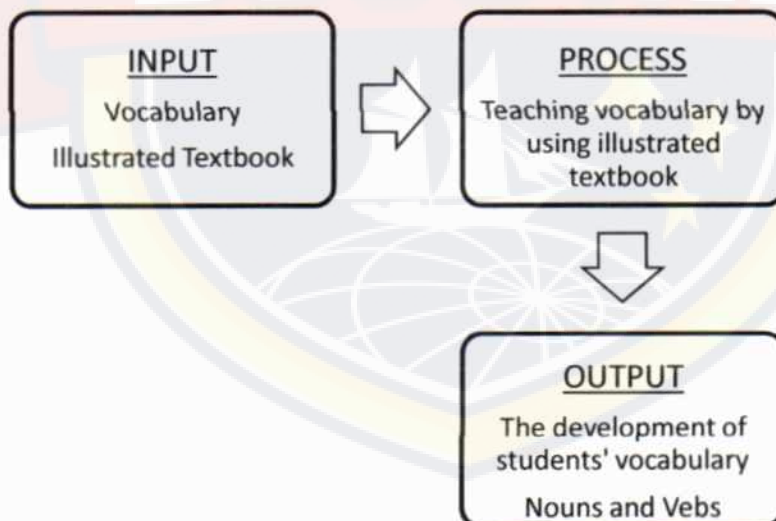 INPUT
Vocabulary
Illustrated Textbook
PROCESS
Teaching vocabulary by
using illustrated
textbook
OUTPUT
The development of
students' vocabulary
Nouns and Vebs